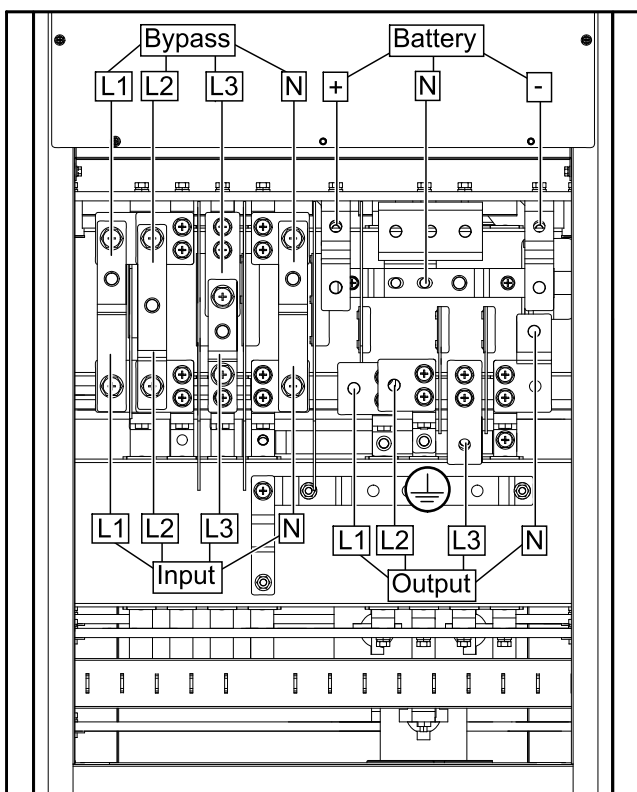 Bypass Battery
L1 L2 L3 N + N -
L1 L2 L3 N L1 L2 L3 N
Input Output